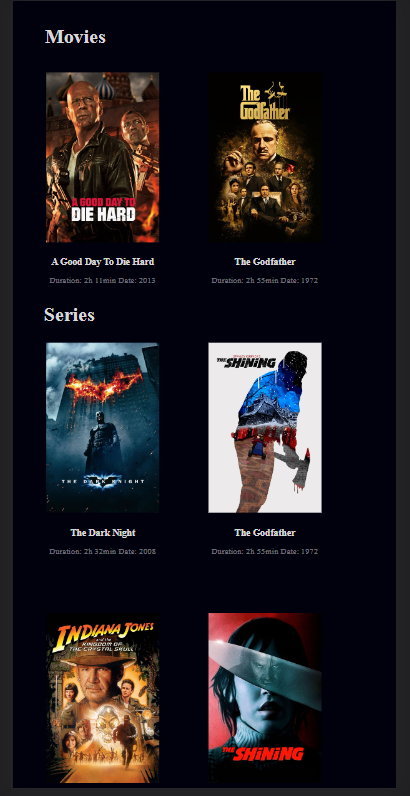 Movies
A GOOD DAY TO
DIE HARD
The
Godfather
A Good Day To Die Hard
The Godfather
Duration: 2h 11min Date: 2013
Duration: 2h 55min Date: 1972
Series
THE DARK KNIGHT
THE SHiNiNG
The Dark Night
The Godfather
Duration: 2h 32min Date: 2008
Duration: 2h 55min Date: 1972
INDIANA JONES
and the
KINGDOM OF
THE CRYSTAL SKULL
THE SHiNiNG